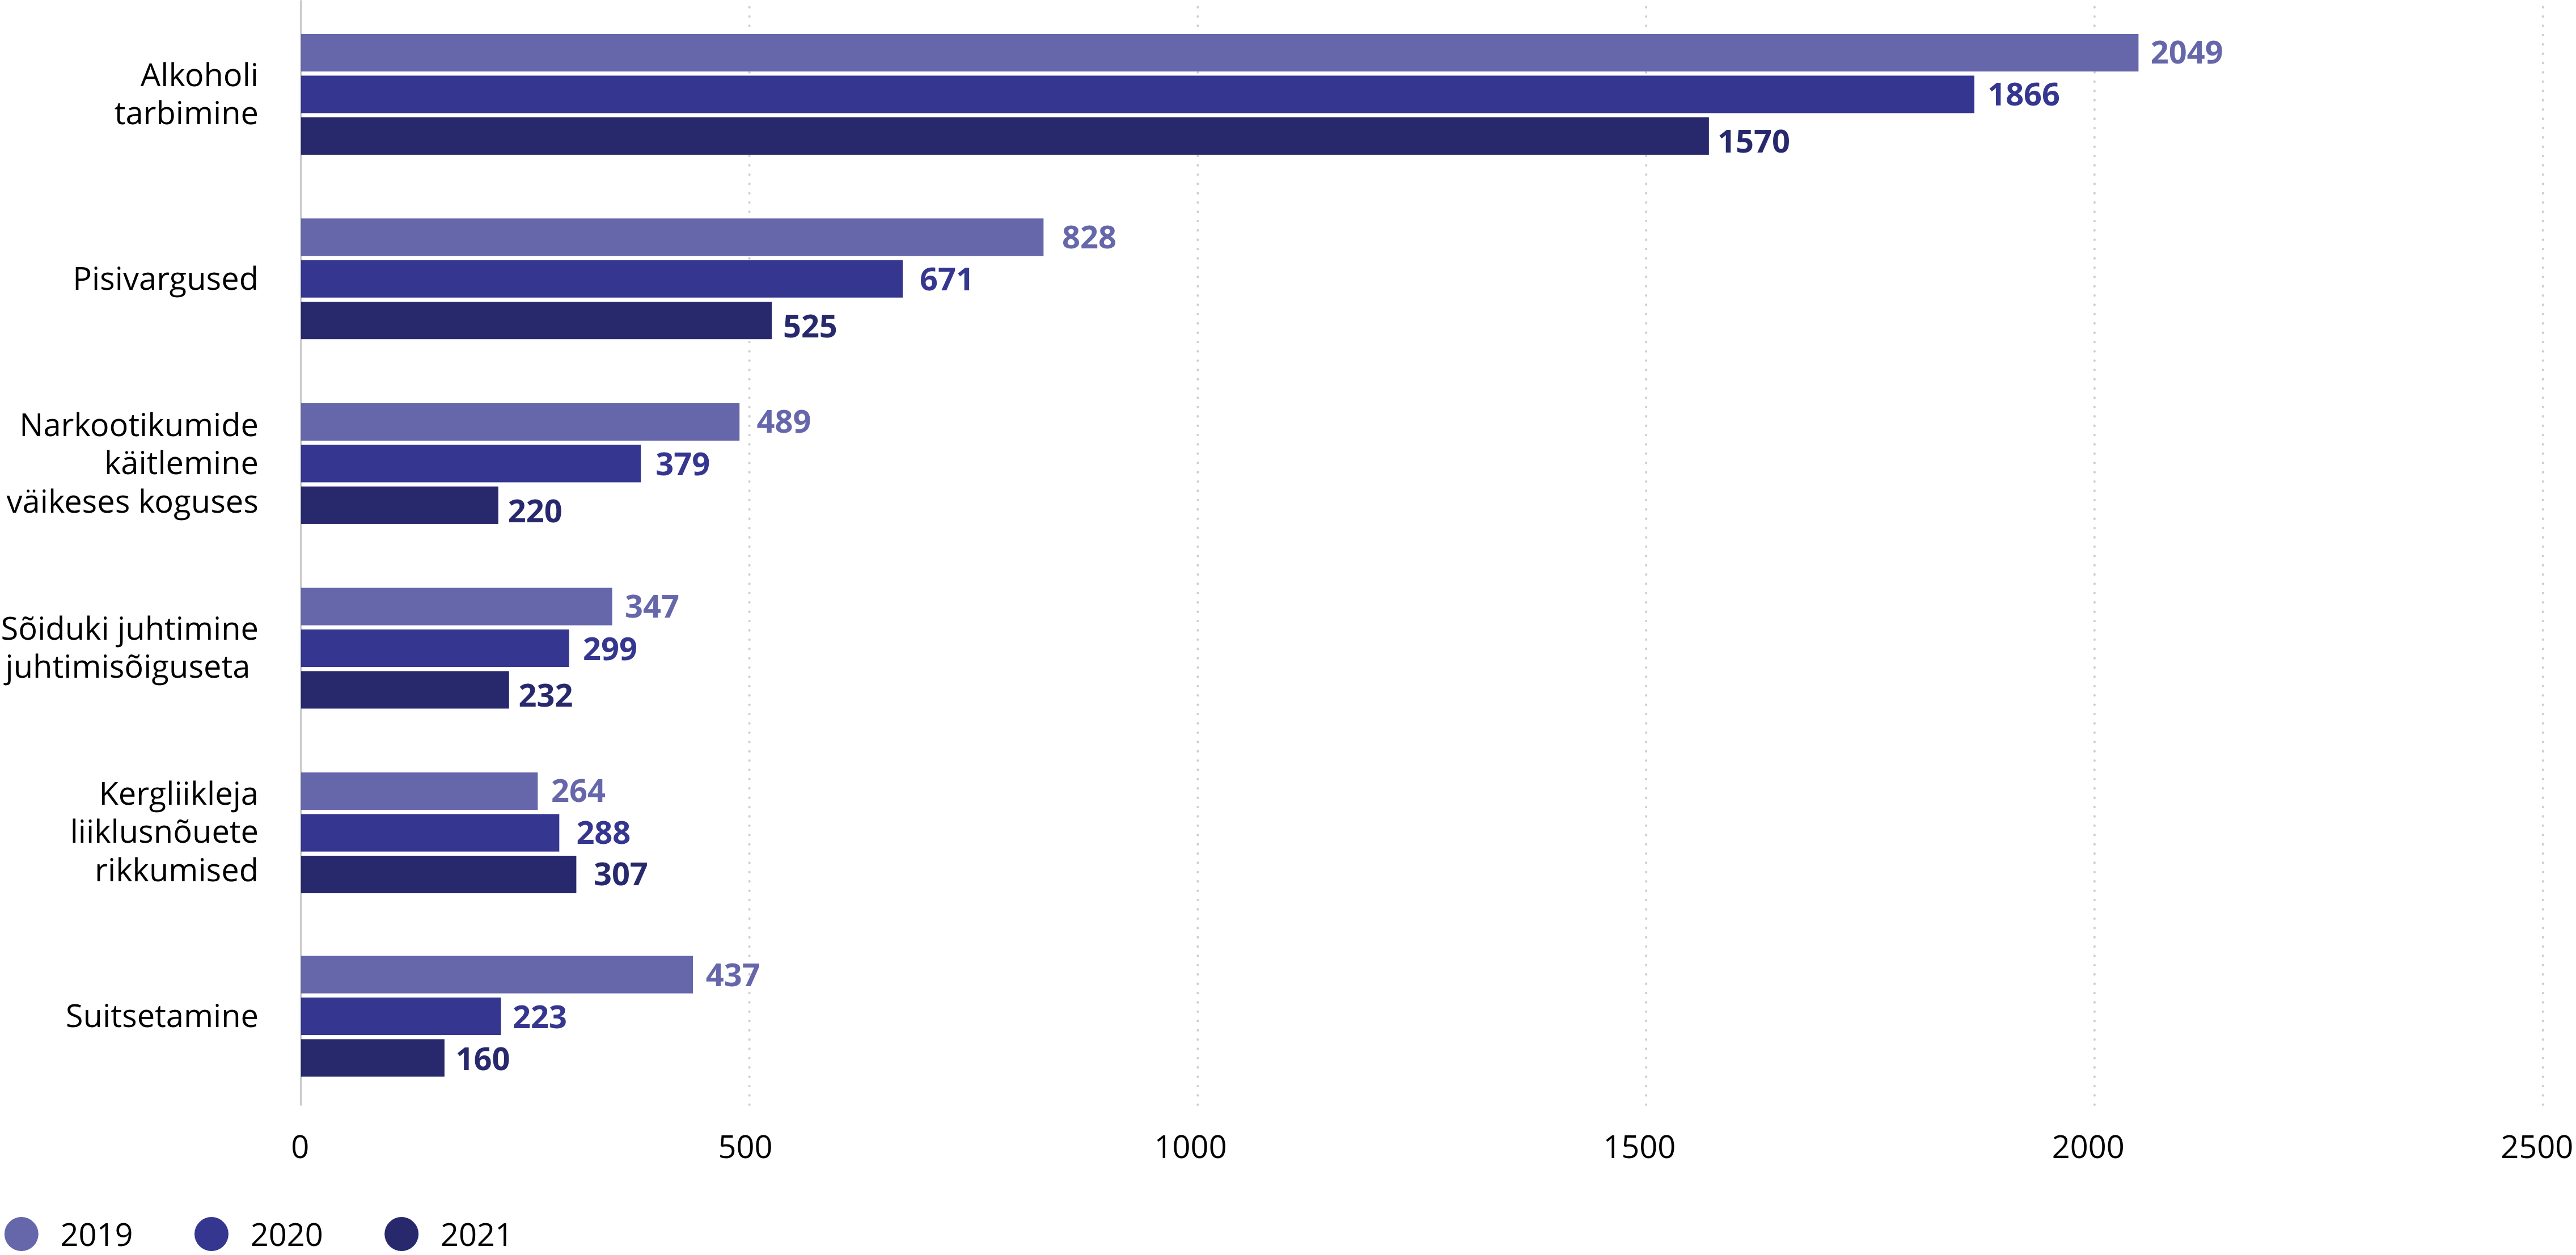 Alkoholi
tarbimine
2049
1866
1570
Pisivargused
828
671
525
Narkootikumide
käitlemine
väikeses koguses
489
379
220
Sõiduki juhtimine
juhtimisõiguseta
347
299
232
Kergliikleja
liiklusnõuete
rikkumised
264
288
307
Suitsetamine
437
223
160
0 500 1000 1500 2000 2500
2019 2020 2021